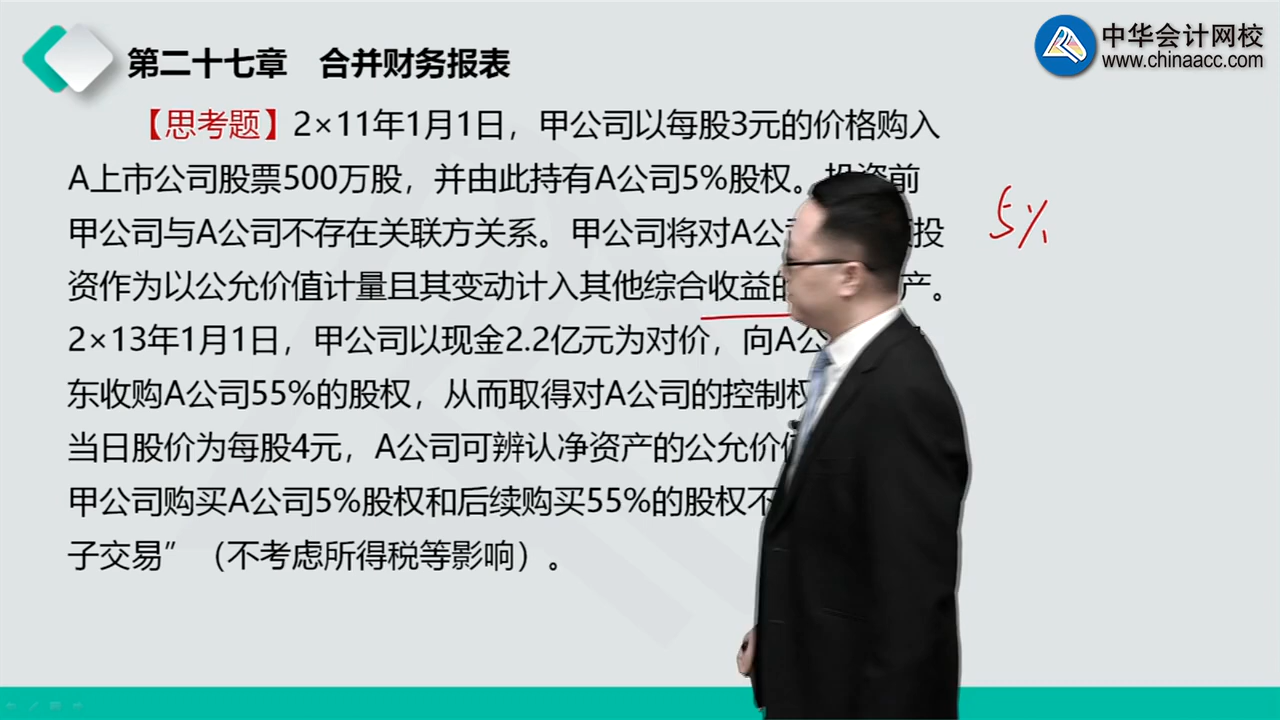 第二十七章 合并财务报表
中华会计网校
www.chinaacc.com
【思考题】2×11年1月1日，甲公司以每股3元的价格购入
A上市公司股票500万股，并由此持有A公司5%股权。投资前
甲公司与A公司不存在关联方关系。甲公司将对A公 投
资作为以公允价值计量且其变动计入其他综合收益的 产。
2×13年1月1日，甲公司以现金2.2亿元为对价，向A公
东收购A公司55%的股权，从而取得对A公司的控制权
当日股价为每股4元，A公司可辨认净资产的公允价值
甲公司购买A公司5%股权和后续购买55%的股权不
子交易”（不考虑所得税等影响）。
5%